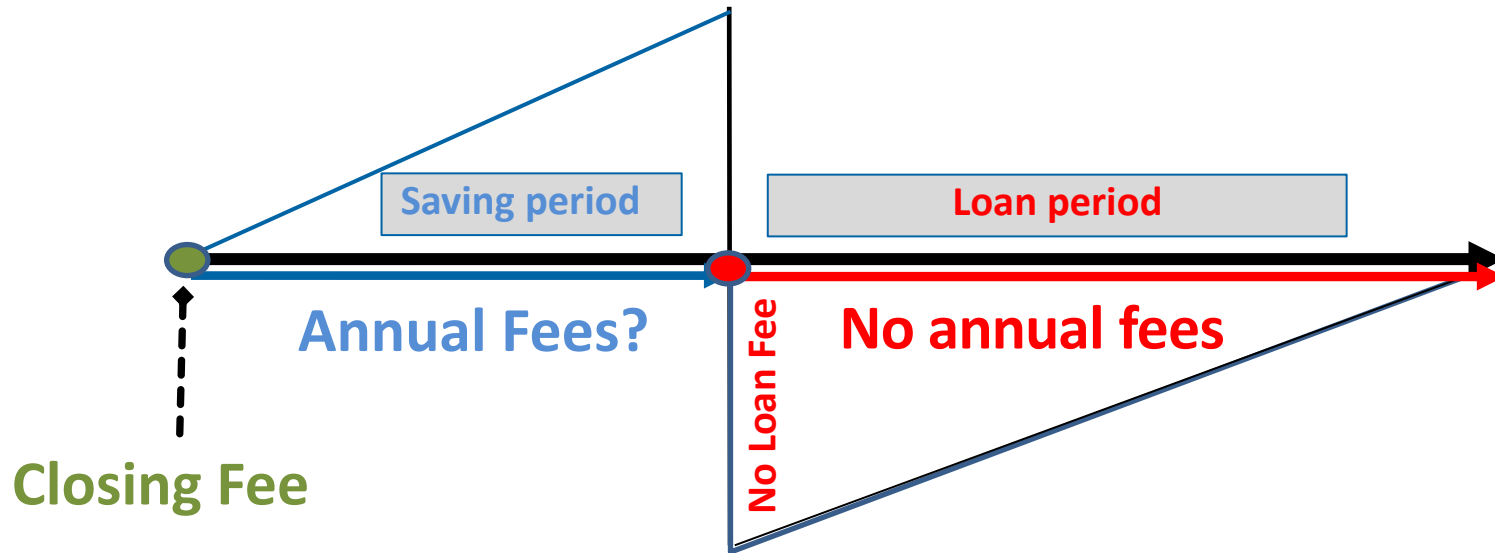 Saving period
Loan period
Annual Fees?
No annual fees
No Loan Fee
Closing Fee